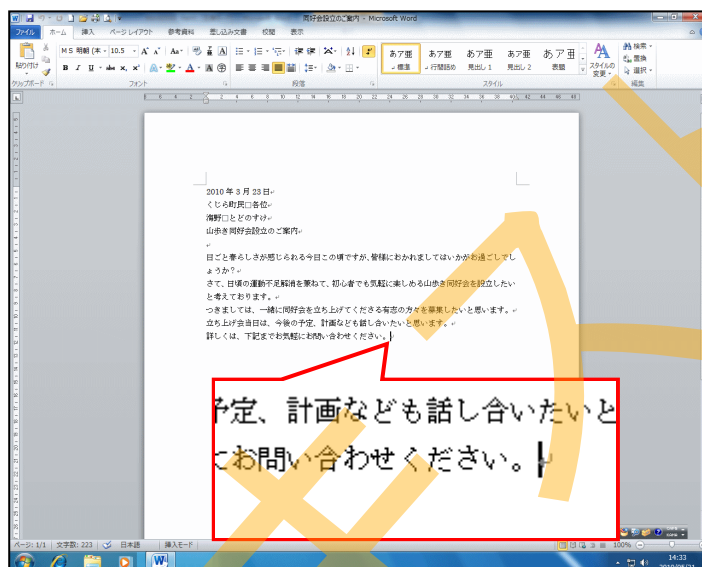 同好会設立のご案内 - Microsoft Word
ファイル ホーム 挿入 ページ レイアウト 参考資料 差し込み文書 校閲 表示
MS 明朝 (本 10.5
貼り付け
あア亜 あア亜 あア亜 あア亜 あア亜
標準 行間詰め 見出し 1 見出し 2 表題
スタイルの変更
検索
置換
選択
クリップボード フォント 段落 スタイル 編集
2010 年 3 月 23 日
くじら町民□各位
海野□とどのすけ
山歩き同好会設立のご案内
日ごと春らしさが感じられる今日この頃ですが、皆様におかれましてはいかがお過ごしでし
ょうか?
さて、日頃の運動不足解消を兼ねて、初心者でも気軽に楽しめる山歩き同好会を設立したい
と考えております。
つきましては、一緒に同好会を立ち上げてくださる有志の方々を募集したいと思います。
立ち上げ会当日は、今後の予定、計画なども話し合いたいと思います。
詳しくは、下記までお気軽にお問い合わせください。
予定、計画なども話し合いたいと
にお問い合わせください。
ページ: 1/1 文字数: 223 日本語 挿入モード 100%
14:33